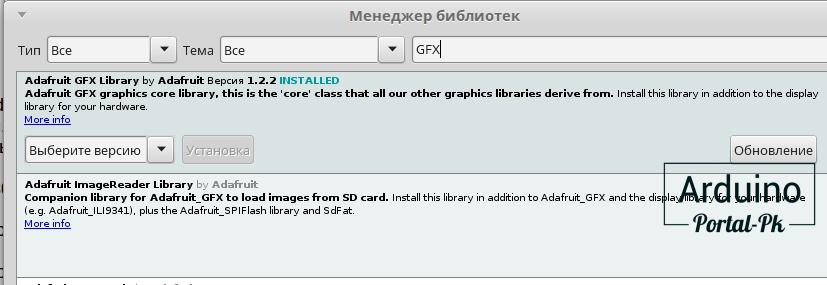 Менеджер библиотек
Тип Все Тема Все GFX
Adafruit GFX Library by Adafruit Версия 1.2.2 INSTALLED
Adafruit GFX graphics core library, this is the 'core' class that all our other graphics libraries derive from. Install this library in addition to the display
library for your hardware.
More info
Выберите версию Установка Обновление
Adafruit ImageReader Library by Adafruit
Companion library for Adafruit_GFX to load images from SD card. Install this library in addition to Adafruit_GFX and the display library for your hardware
(e.g. Adafruit_ILI9341), plus the Adafruit_SPIFlash library and SdFat.
More info
Arduino
Portal-Pk